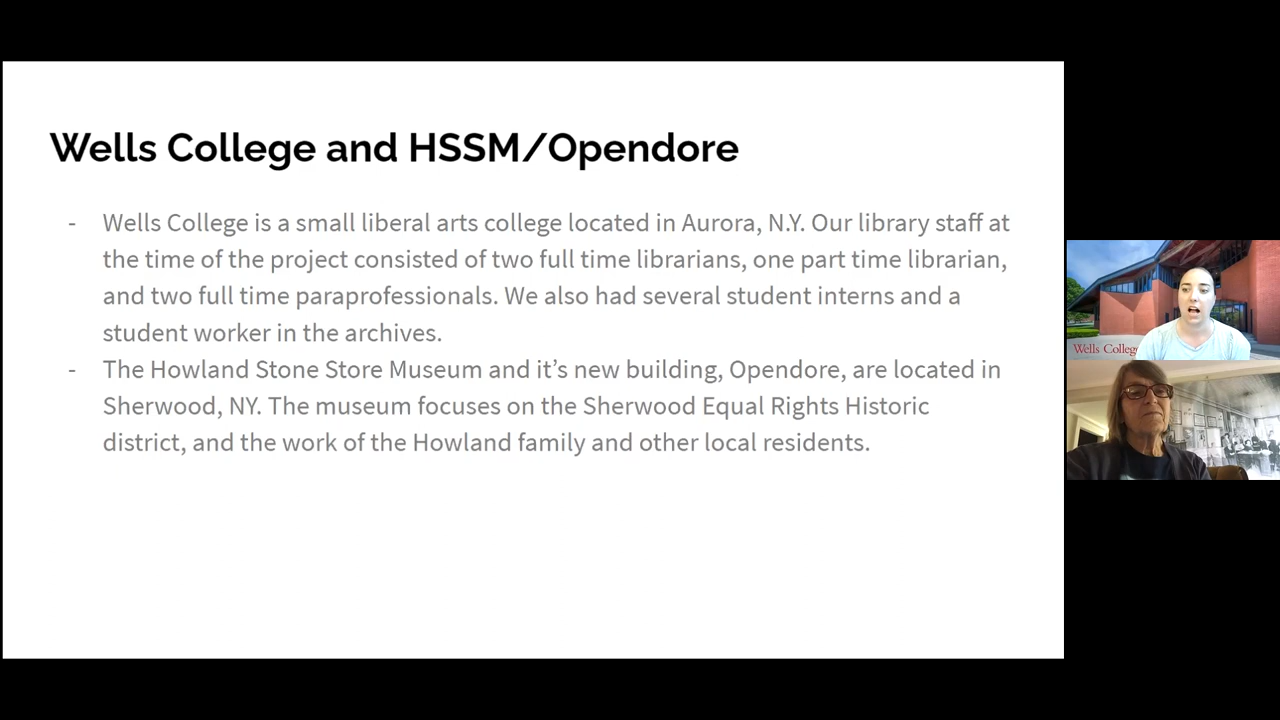 Wells College and HSSM/Opendore
- Wells College is a small liberal arts college located in Aurora, N.Y. Our library staff at
the time of the project consisted of two full time librarians, one part time librarian,
and two full time paraprofessionals. We also had several student interns and a
student worker in the archives.
- The Howland Stone Store Museum and it’s new building, Opendore, are located in
Sherwood, NY. The museum focuses on the Sherwood Equal Rights Historic
district, and the work of the Howland family and other local residents.
Wells College